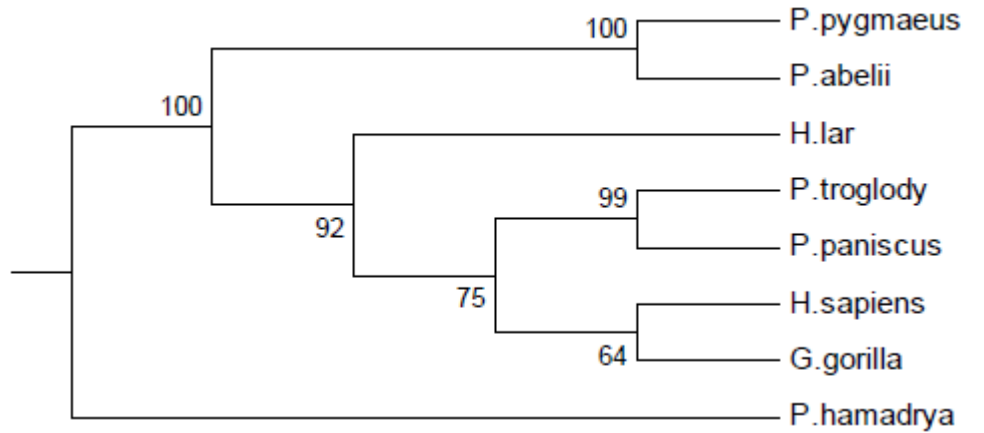 100 P.pygmaeus
P.abelii
100
H.lar
99 P.troglody
92
P.paniscus
75
H.sapiens
64 G.gorilla
P.hamadrya